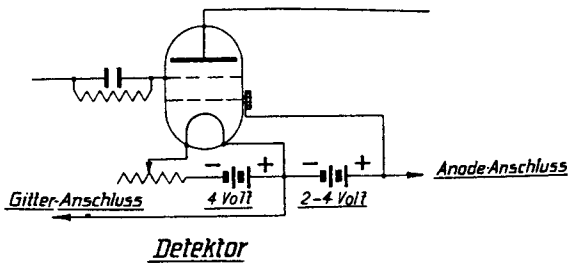 − + − +
Anode-Anschluss
Gitter-Anschluss
4 Volt
2-4 Volt
Detektor